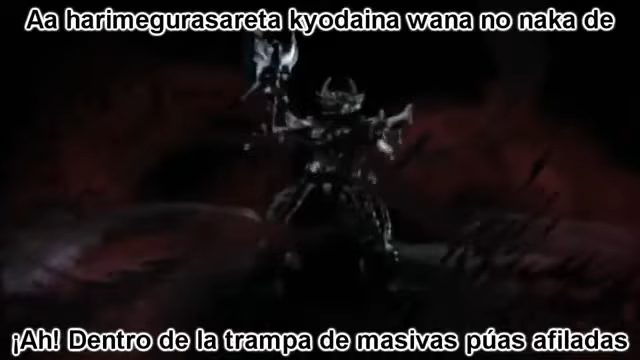 Aa harimegurasareta kyodaina wana no naka de
¡Ah! Dentro de la trampa de masivas púas afiladas